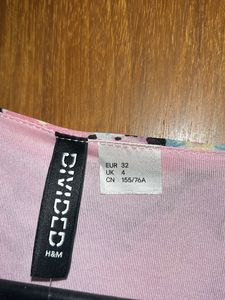 DIVIDED
H&M
EUR 32
UK 4
CN 155/76A